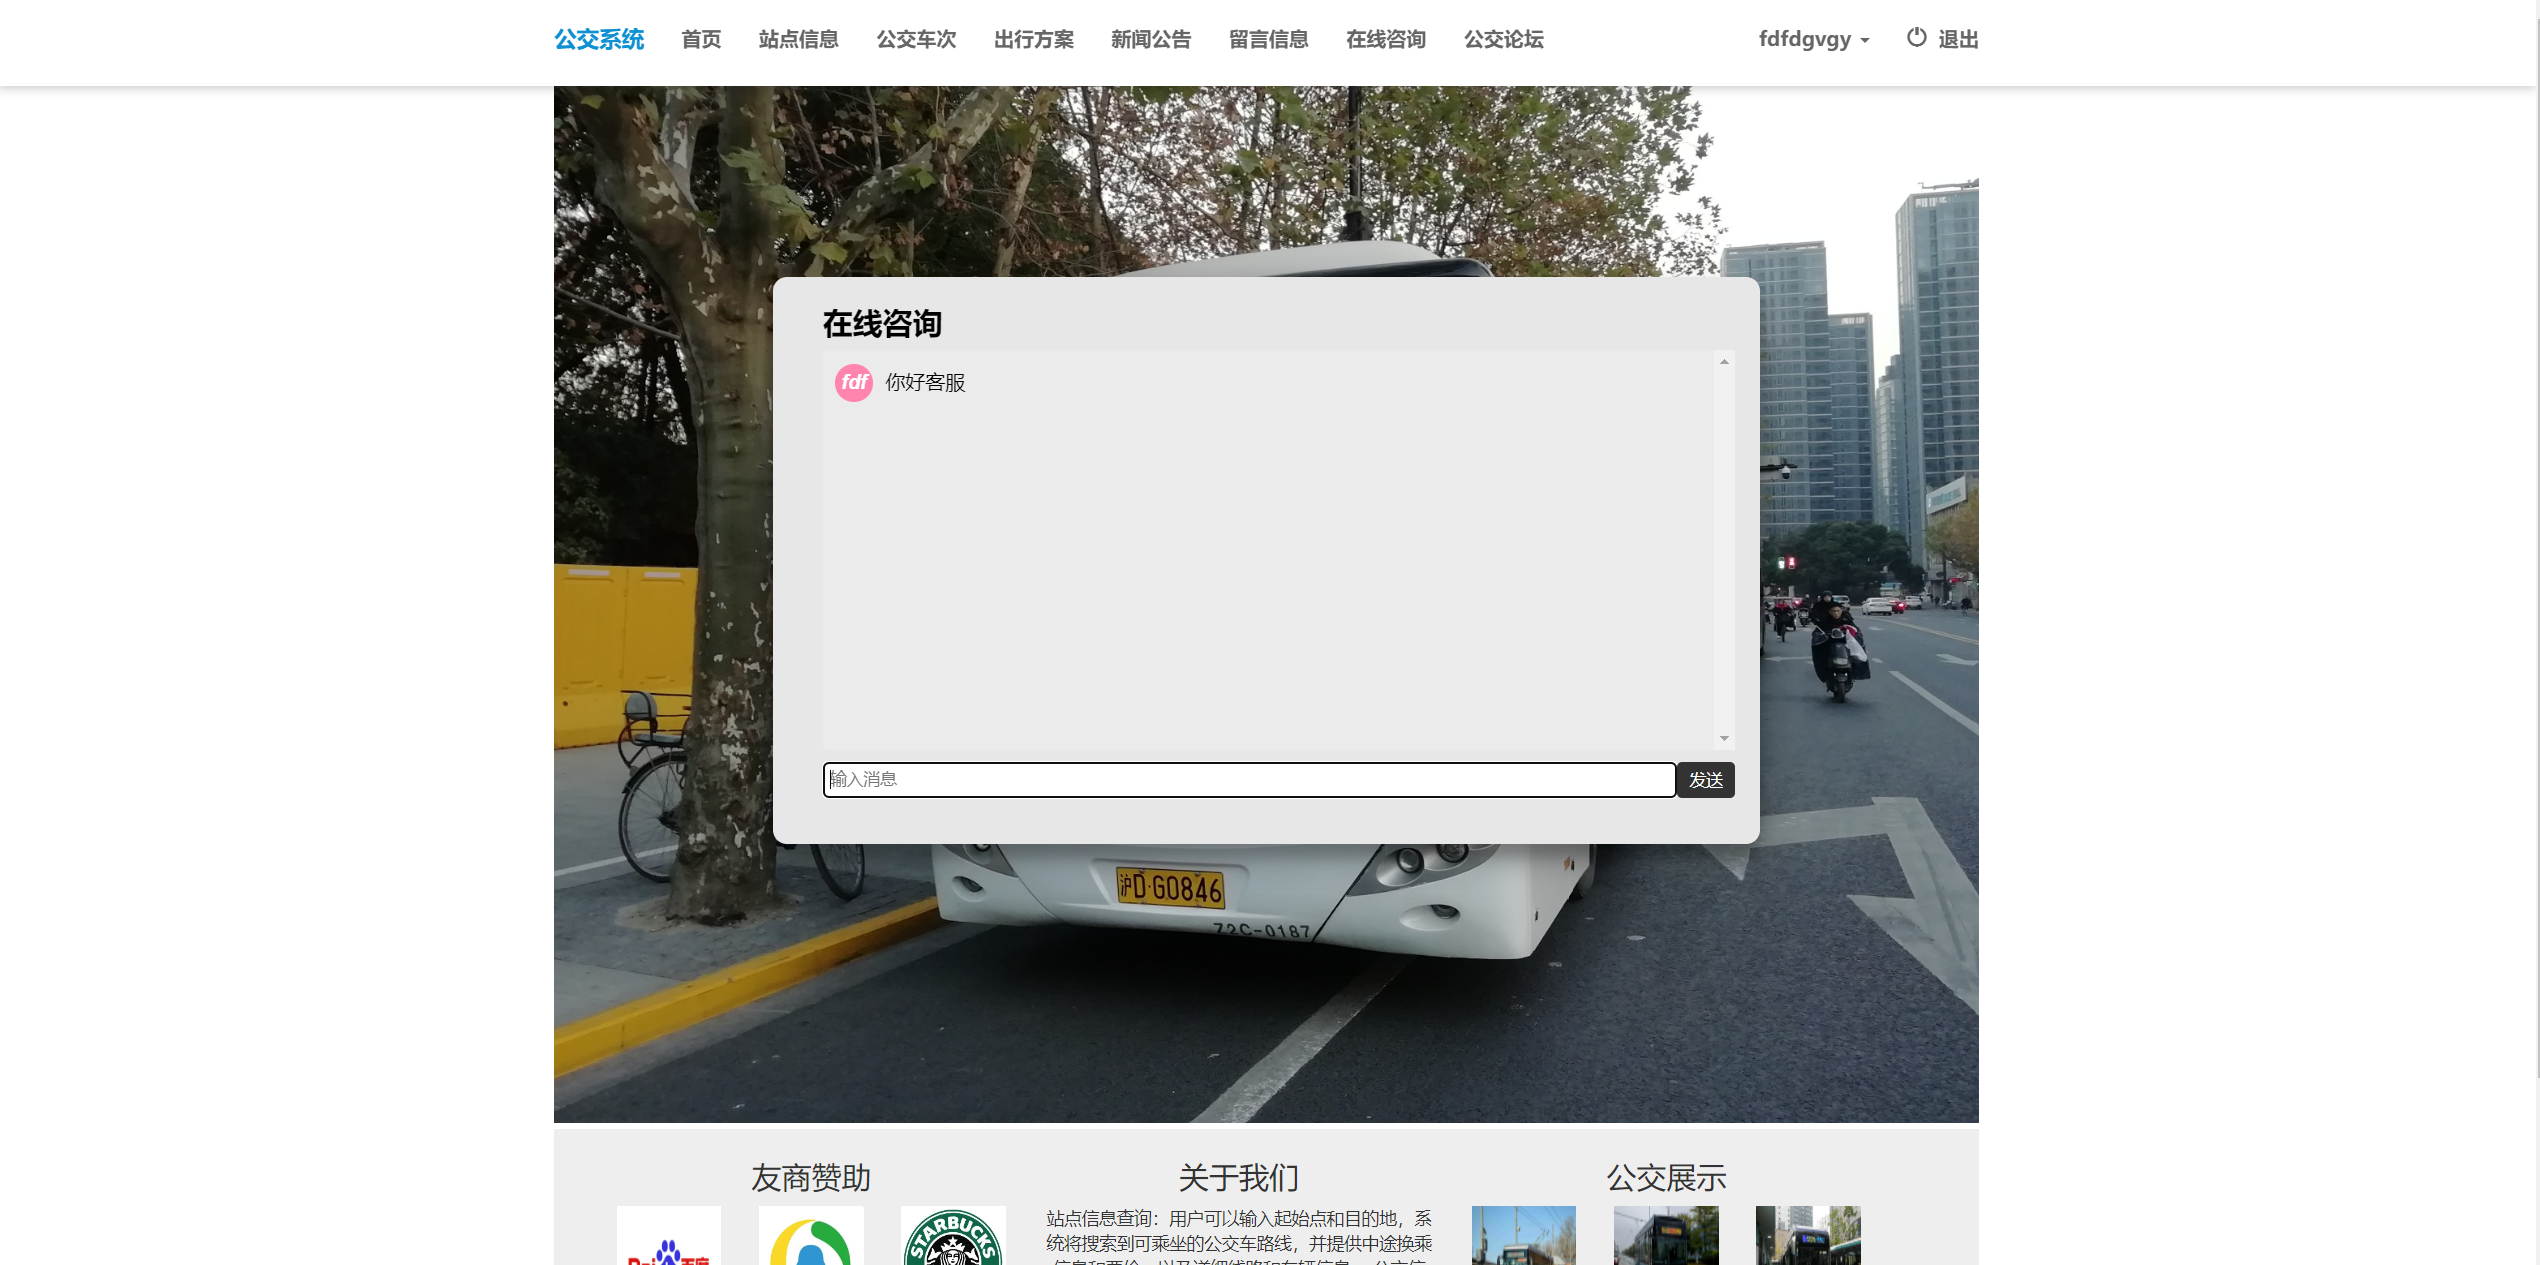 公交系统 首页 站点信息 公交车次 出行方案 新闻公告 留言信息 在线咨询 公交论坛 fdfdgvgy 退出
在线咨询
fdf 你好客服
输入消息 发送
沪D·G0846
72C-0187
友商赞助 关于我们 公交展示
STARBUCKS
站点信息查询：用户可以输入起始点和目的地，系
统将搜索到可乘坐的公交车路线，并提供中途换乘